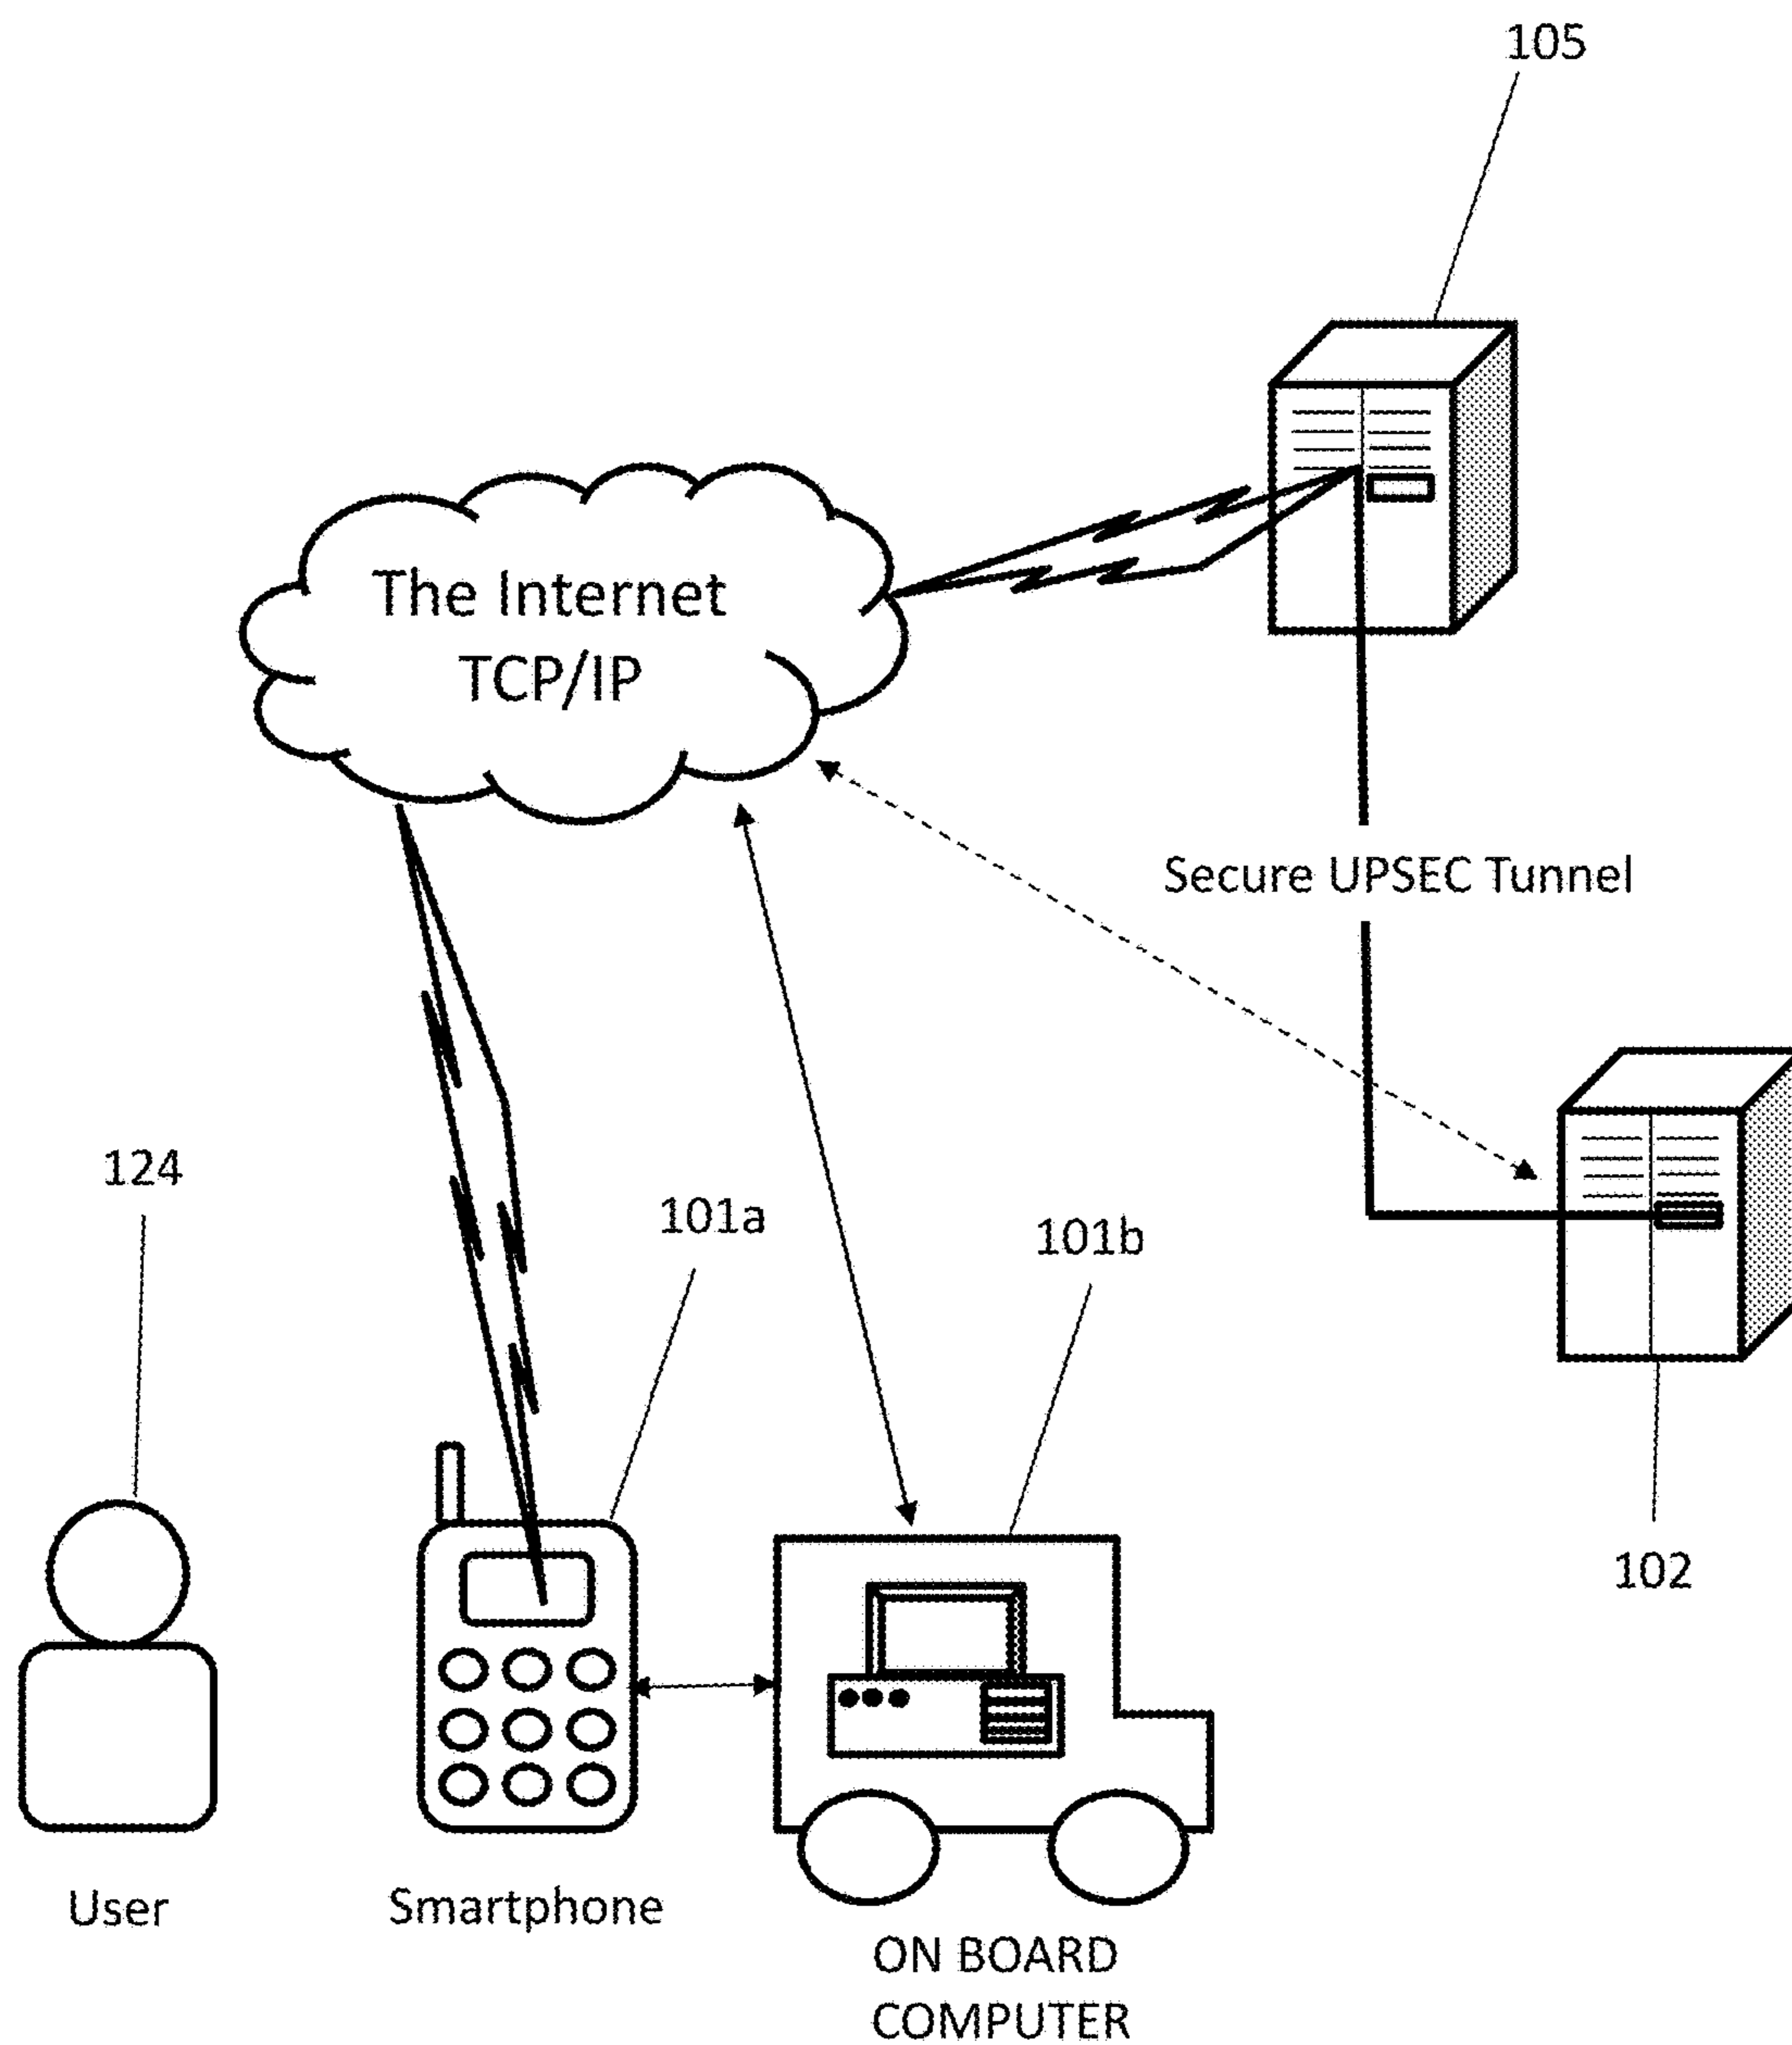 105
The Internet
TCP/IP
Secure UPSEC Tunnel
124
101a
101b
102
User
Smartphone
ON BOARD
COMPUTER